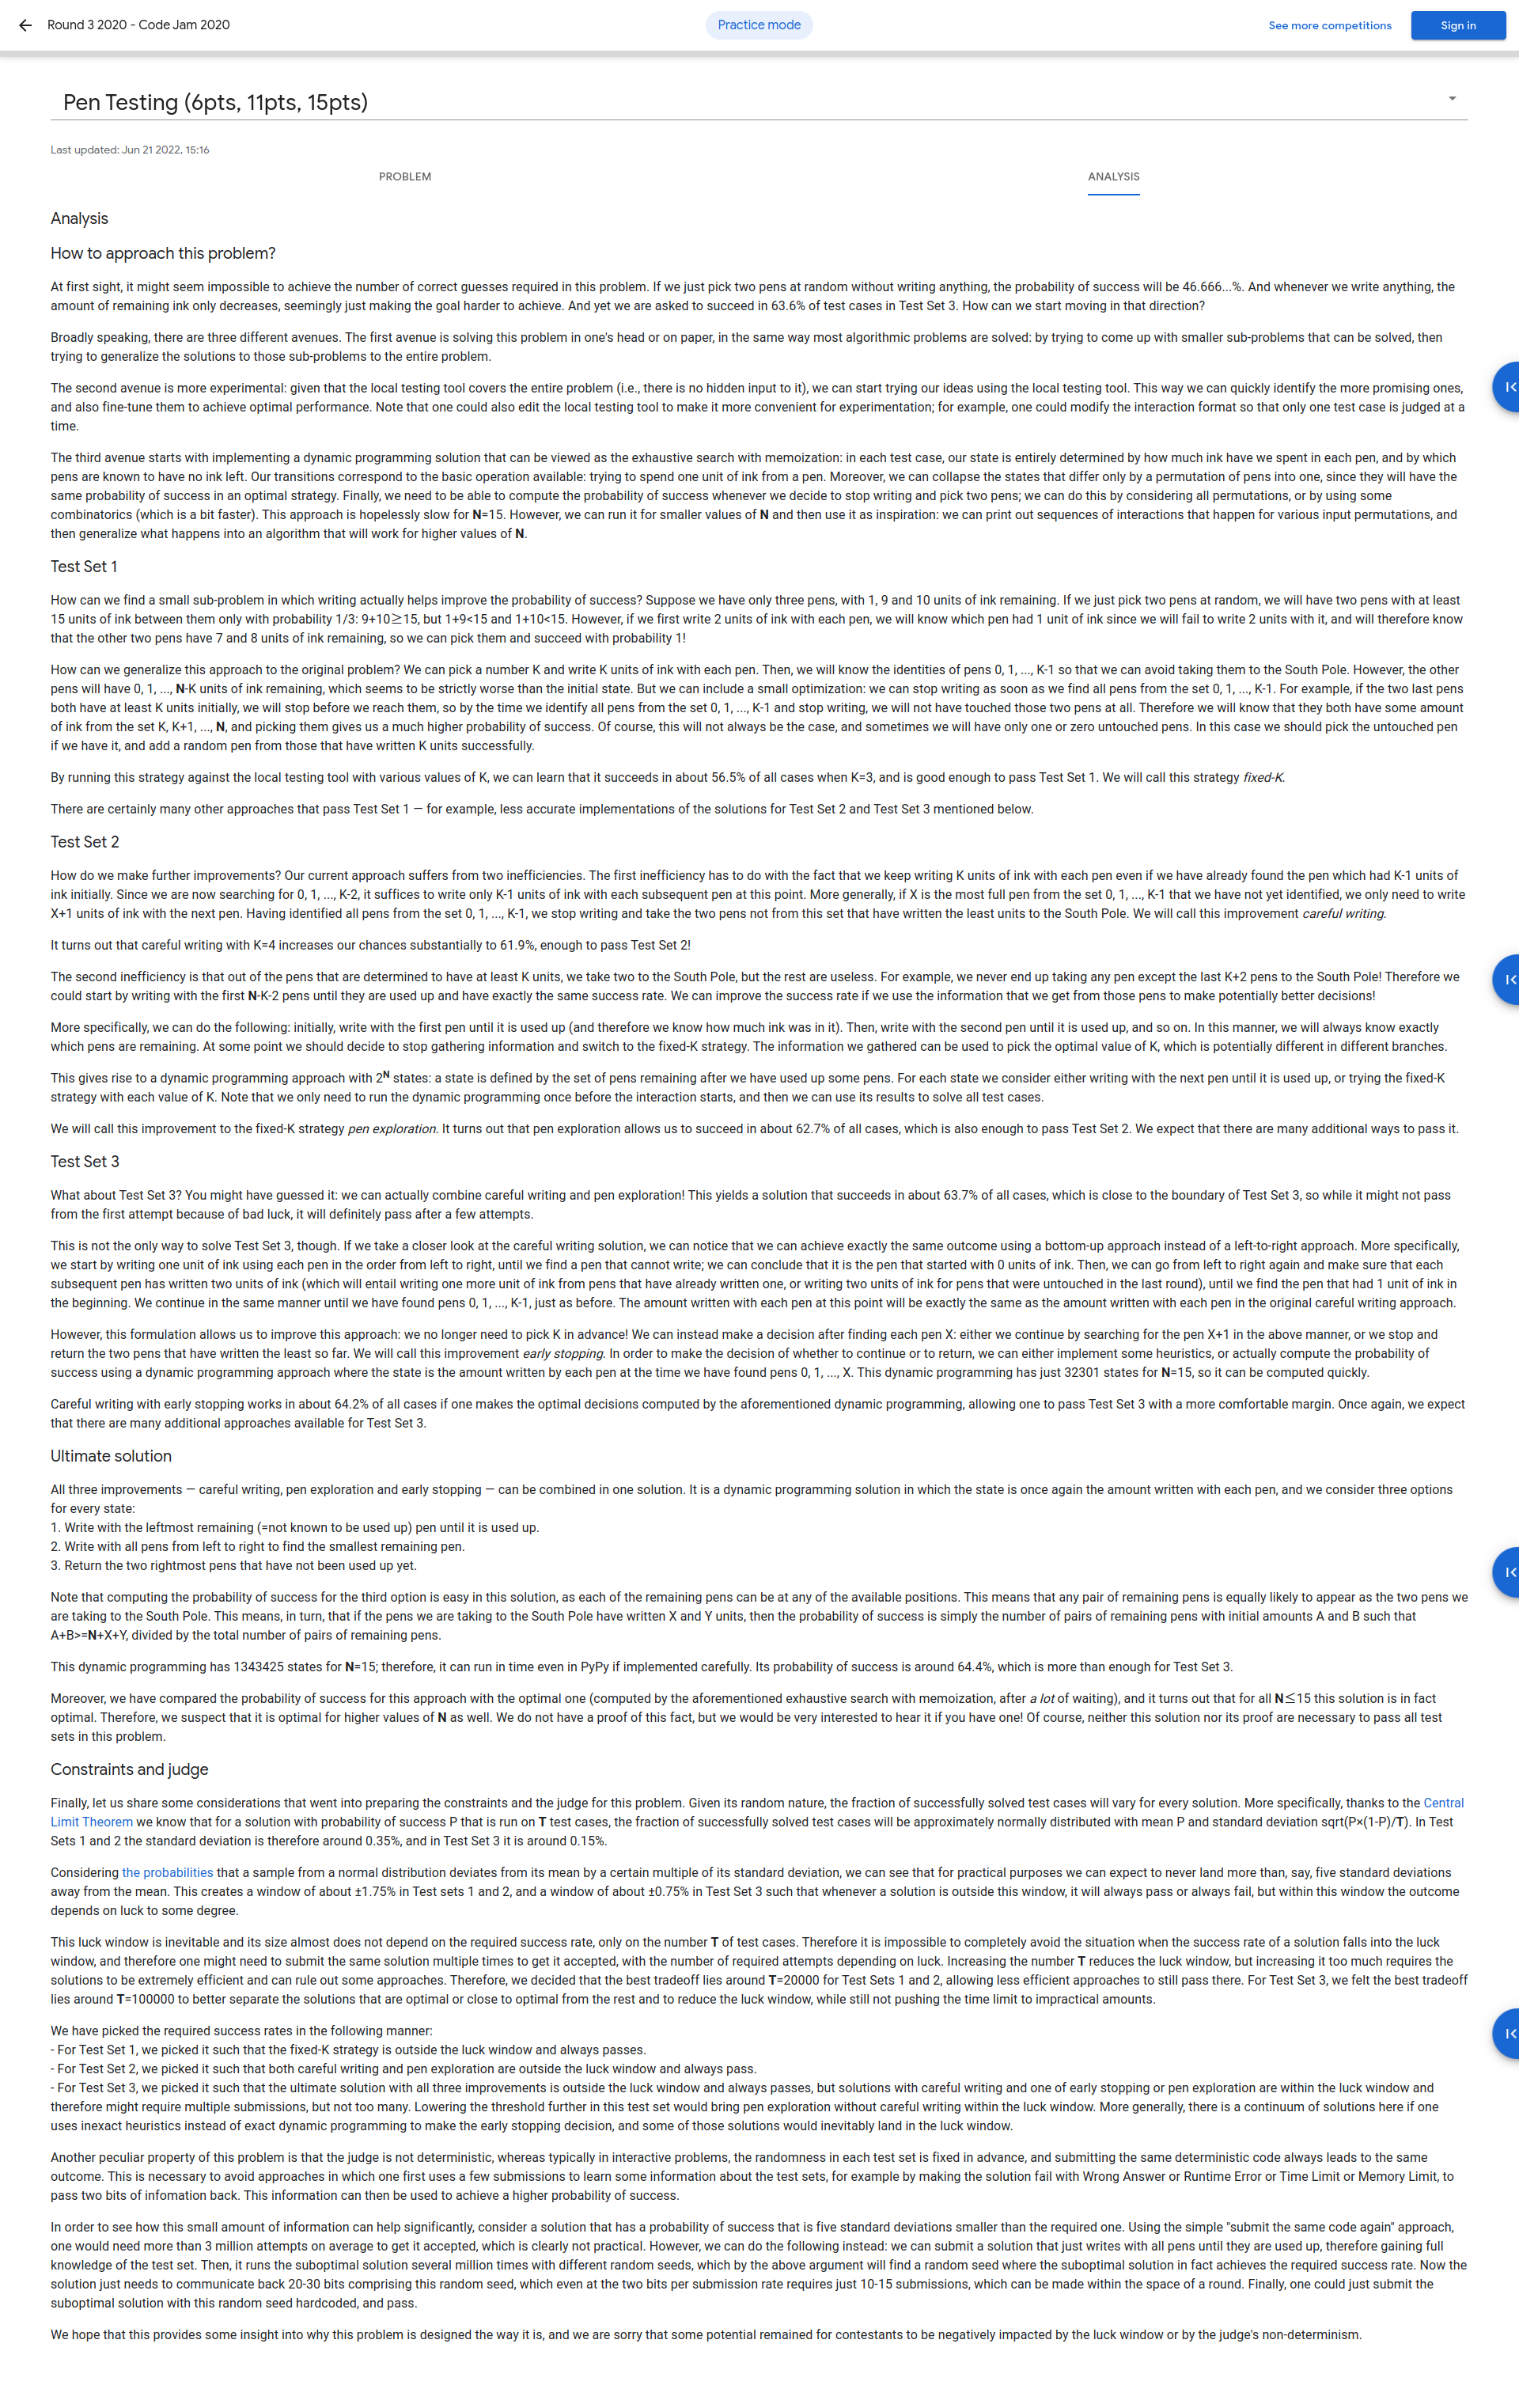 Round 3 2020 - Code Jam 2020
Practice mode
See more competitions
Sign in
Pen Testing (6pts, 11pts, 15pts)
Last updated: Jun 21 2022, 15:16
PROBLEM
ANALYSIS
Analysis
How to approach this problem?
At first sight, it might seem impossible to achieve the number of correct guesses required in this problem. If we just pick two pens at random without writing anything, the probability of success will be 46.666...%. And whenever we write anything, the
amount of remaining ink only decreases, seemingly just making the goal harder to achieve. And yet we are asked to succeed in 63.6% of test cases in Test Set 3. How can we start moving in that direction?
Broadly speaking, there are three different avenues. The first avenue is solving this problem in one's head or on paper, in the same way most algorithmic problems are solved: by trying to come up with smaller sub-problems that can be solved, then
trying to generalize the solutions to those sub-problems to the entire problem.
The second avenue is more experimental: given that the local testing tool covers the entire problem (i.e., there is no hidden input to it), we can start trying our ideas using the local testing tool. This way we can quickly identify the more promising ones,
and also fine-tune them to achieve optimal performance. Note that one could also edit the local testing tool to make it more convenient for experimentation; for example, one could modify the interaction format so that only one test case is judged at a
time.
The third avenue starts with implementing a dynamic programming solution that can be viewed as the exhaustive search with memoization: in each test case, our state is entirely determined by how much ink have we spent in each pen, and by which
pens are known to have no ink left. Our transitions correspond to the basic operation available: trying to spend one unit of ink from a pen. Moreover, we can collapse the states that differ only by a permutation of pens into one, since they will have the
same probability of success in an optimal strategy. Finally, we need to be able to compute the probability of success whenever we decide to stop writing and pick two pens; we can do this by considering all permutations, or by using some
combinatorics (which is a bit faster). This approach is hopelessly slow for N=15. However, we can run it for smaller values of N and then use it as inspiration: we can print out sequences of interactions that happen for various input permutations, and
then generalize what happens into an algorithm that will work for higher values of N.
Test Set 1
How can we find a small sub-problem in which writing actually helps improve the probability of success? Suppose we have only three pens, with 1, 9 and 10 units of ink remaining. If we just pick two pens at random, we will have two pens with at least
15 units of ink between them only with probability 1/3: 9+10≥15, but 1+9<15 and 1+10<15. However, if we first write 2 units of ink with each pen, we will know which pen had 1 unit of ink since we will fail to write 2 units with it, and will therefore know
that the other two pens have 7 and 8 units of ink remaining, so we can pick them and succeed with probability 1!
How can we generalize this approach to the original problem? We can pick a number K and write K units of ink with each pen. Then, we will know the identities of pens 0, 1, ..., K-1 so that we can avoid taking them to the South Pole. However, the other
pens will have 0, 1, ..., N-K units of ink remaining, which seems to be strictly worse than the initial state. But we can include a small optimization: we can stop writing as soon as we find all pens from the set 0, 1, ..., K-1. For example, if the two last pens
both have at least K units initially, we will stop before we reach them, so by the time we identify all pens from the set 0, 1, ..., K-1 and stop writing, we will not have touched those two pens at all. Therefore we will know that they both have some amount
of ink from the set K, K+1, ..., N, and picking them gives us a much higher probability of success. Of course, this will not always be the case, and sometimes we will have only one or zero untouched pens. In this case we should pick the untouched pen
if we have it, and add a random pen from those that have written K units successfully.
By running this strategy against the local testing tool with various values of K, we can learn that it succeeds in about 56.5% of all cases when K=3, and is good enough to pass Test Set 1. We will call this strategy fixed-K.
There are certainly many other approaches that pass Test Set 1 — for example, less accurate implementations of the solutions for Test Set 2 and Test Set 3 mentioned below.
Test Set 2
How do we make further improvements? Our current approach suffers from two inefficiencies. The first inefficiency has to do with the fact that we keep writing K units of ink with each pen even if we have already found the pen which had K-1 units of
ink initially. Since we are now searching for 0, 1, ..., K-2, it suffices to write only K-1 units of ink with each subsequent pen at this point. More generally, if X is the most full pen from the set 0, 1, ..., K-1 that we have not yet identified, we only need to write
X+1 units of ink with the next pen. Having identified all pens from the set 0, 1, ..., K-1, we stop writing and take the two pens not from this set that have written the least units to the South Pole. We will call this improvement careful writing.
It turns out that careful writing with K=4 increases our chances substantially to 61.9%, enough to pass Test Set 2!
The second inefficiency is that out of the pens that are determined to have at least K units, we take two to the South Pole, but the rest are useless. For example, we never end up taking any pen except the last K+2 pens to the South Pole! Therefore we
could start by writing with the first N-K-2 pens until they are used up and have exactly the same success rate. We can improve the success rate if we use the information that we get from those pens to make potentially better decisions!
More specifically, we can do the following: initially, write with the first pen until it is used up (and therefore we know how much ink was in it). Then, write with the second pen until it is used up, and so on. In this manner, we will always know exactly
which pens are remaining. At some point we should decide to stop gathering information and switch to the fixed-K strategy. The information we gathered can be used to pick the optimal value of K, which is potentially different in different branches.
This gives rise to a dynamic programming approach with 2N states: a state is defined by the set of pens remaining after we have used up some pens. For each state we consider either writing with the next pen until it is used up, or trying the fixed-K
strategy with each value of K. Note that we only need to run the dynamic programming once before the interaction starts, and then we can use its results to solve all test cases.
We will call this improvement to the fixed-K strategy pen exploration. It turns out that pen exploration allows us to succeed in about 62.7% of all cases, which is also enough to pass Test Set 2. We expect that there are many additional ways to pass it.
Test Set 3
What about Test Set 3? You might have guessed it: we can actually combine careful writing and pen exploration! This yields a solution that succeeds in about 63.7% of all cases, which is close to the boundary of Test Set 3, so while it might not pass
from the first attempt because of bad luck, it will definitely pass after a few attempts.
This is not the only way to solve Test Set 3, though. If we take a closer look at the careful writing solution, we can notice that we can achieve exactly the same outcome using a bottom-up approach instead of a left-to-right approach. More specifically,
we start by writing one unit of ink using each pen in the order from left to right, until we find a pen that cannot write; we can conclude that it is the pen that started with 0 units of ink. Then, we can go from left to right again and make sure that each
subsequent pen has written two units of ink (which will entail writing one more unit of ink from pens that have already written one, or writing two units of ink for pens that were untouched in the last round), until we find the pen that had 1 unit of ink in
the beginning. We continue in the same manner until we have found pens 0, 1, ..., K-1, just as before. The amount written with each pen at this point will be exactly the same as the amount written with each pen in the original careful writing approach.
However, this formulation allows us to improve this approach: we no longer need to pick K in advance! We can instead make a decision after finding each pen X: either we continue by searching for the pen X+1 in the above manner, or we stop and
return the two pens that have written the least so far. We will call this improvement early stopping. In order to make the decision of whether to continue or to return, we can either implement some heuristics, or actually compute the probability of
success using a dynamic programming approach where the state is the amount written by each pen at the time we have found pens 0, 1, ..., X. This dynamic programming has just 32301 states for N=15, so it can be computed quickly.
Careful writing with early stopping works in about 64.2% of all cases if one makes the optimal decisions computed by the aforementioned dynamic programming, allowing one to pass Test Set 3 with a more comfortable margin. Once again, we expect
that there are many additional approaches available for Test Set 3.
Ultimate solution
All three improvements — careful writing, pen exploration and early stopping — can be combined in one solution. It is a dynamic programming solution in which the state is once again the amount written with each pen, and we consider three options
for every state:
1. Write with the leftmost remaining (=not known to be used up) pen until it is used up.
2. Write with all pens from left to right to find the smallest remaining pen.
3. Return the two rightmost pens that have not been used up yet.
Note that computing the probability of success for the third option is easy in this solution, as each of the remaining pens can be at any of the available positions. This means that any pair of remaining pens is equally likely to appear as the two pens we
are taking to the South Pole. This means, in turn, that if the pens we are taking to the South Pole have written X and Y units, then the probability of success is simply the number of pairs of remaining pens with initial amounts A and B such that
A+B>=N+X+Y, divided by the total number of pairs of remaining pens.
This dynamic programming has 1343425 states for N=15; therefore, it can run in time even in PyPy if implemented carefully. Its probability of success is around 64.4%, which is more than enough for Test Set 3.
Moreover, we have compared the probability of success for this approach with the optimal one (computed by the aforementioned exhaustive search with memoization, after a lot of waiting), and it turns out that for all N≤15 this solution is in fact
optimal. Therefore, we suspect that it is optimal for higher values of N as well. We do not have a proof of this fact, but we would be very interested to hear it if you have one! Of course, neither this solution nor its proof are necessary to pass all test
sets in this problem.
Constraints and judge
Finally, let us share some considerations that went into preparing the constraints and the judge for this problem. Given its random nature, the fraction of successfully solved test cases will vary for every solution. More specifically, thanks to the Central
Limit Theorem we know that for a solution with probability of success P that is run on T test cases, the fraction of successfully solved test cases will be approximately normally distributed with mean P and standard deviation sqrt(P×(1-P)/T). In Test
Sets 1 and 2 the standard deviation is therefore around 0.35%, and in Test Set 3 it is around 0.15%.
Considering the probabilities that a sample from a normal distribution deviates from its mean by a certain multiple of its standard deviation, we can see that for practical purposes we can expect to never land more than, say, five standard deviations
away from the mean. This creates a window of about ±1.75% in Test sets 1 and 2, and a window of about ±0.75% in Test Set 3 such that whenever a solution is outside this window, it will always pass or always fail, but within this window the outcome
depends on luck to some degree.
This luck window is inevitable and its size almost does not depend on the required success rate, only on the number T of test cases. Therefore it is impossible to completely avoid the situation when the success rate of a solution falls into the luck
window, and therefore one might need to submit the same solution multiple times to get it accepted, with the number of required attempts depending on luck. Increasing the number T reduces the luck window, but increasing it too much requires the
solutions to be extremely efficient and can rule out some approaches. Therefore, we decided that the best tradeoff lies around T=20000 for Test Sets 1 and 2, allowing less efficient approaches to still pass there. For Test Set 3, we felt the best tradeoff
lies around T=100000 to better separate the solutions that are optimal or close to optimal from the rest and to reduce the luck window, while still not pushing the time limit to impractical amounts.
We have picked the required success rates in the following manner:
- For Test Set 1, we picked it such that the fixed-K strategy is outside the luck window and always passes.
- For Test Set 2, we picked it such that both careful writing and pen exploration are outside the luck window and always pass.
- For Test Set 3, we picked it such that the ultimate solution with all three improvements is outside the luck window and always passes, but solutions with careful writing and one of early stopping or pen exploration are within the luck window and
therefore might require multiple submissions, but not too many. Lowering the threshold further in this test set would bring pen exploration without careful writing within the luck window. More generally, there is a continuum of solutions here if one
uses inexact heuristics instead of exact dynamic programming to make the early stopping decision, and some of those solutions would inevitably land in the luck window.
Another peculiar property of this problem is that the judge is not deterministic, whereas typically in interactive problems, the randomness in each test set is fixed in advance, and submitting the same deterministic code always leads to the same
outcome. This is necessary to avoid approaches in which one first uses a few submissions to learn some information about the test sets, for example by making the solution fail with Wrong Answer or Runtime Error or Time Limit or Memory Limit, to
pass two bits of infomation back. This information can then be used to achieve a higher probability of success.
In order to see how this small amount of information can help significantly, consider a solution that has a probability of success that is five standard deviations smaller than the required one. Using the simple "submit the same code again" approach,
one would need more than 3 million attempts on average to get it accepted, which is clearly not practical. However, we can do the following instead: we can submit a solution that just writes with all pens until they are used up, therefore gaining full
knowledge of the test set. Then, it runs the suboptimal solution several million times with different random seeds, which by the above argument will find a random seed where the suboptimal solution in fact achieves the required success rate. Now the
solution just needs to communicate back 20-30 bits comprising this random seed, which even at the two bits per submission rate requires just 10-15 submissions, which can be made within the space of a round. Finally, one could just submit the
suboptimal solution with this random seed hardcoded, and pass.
We hope that this provides some insight into why this problem is designed the way it is, and we are sorry that some potential remained for contestants to be negatively impacted by the luck window or by the judge's non-determinism.